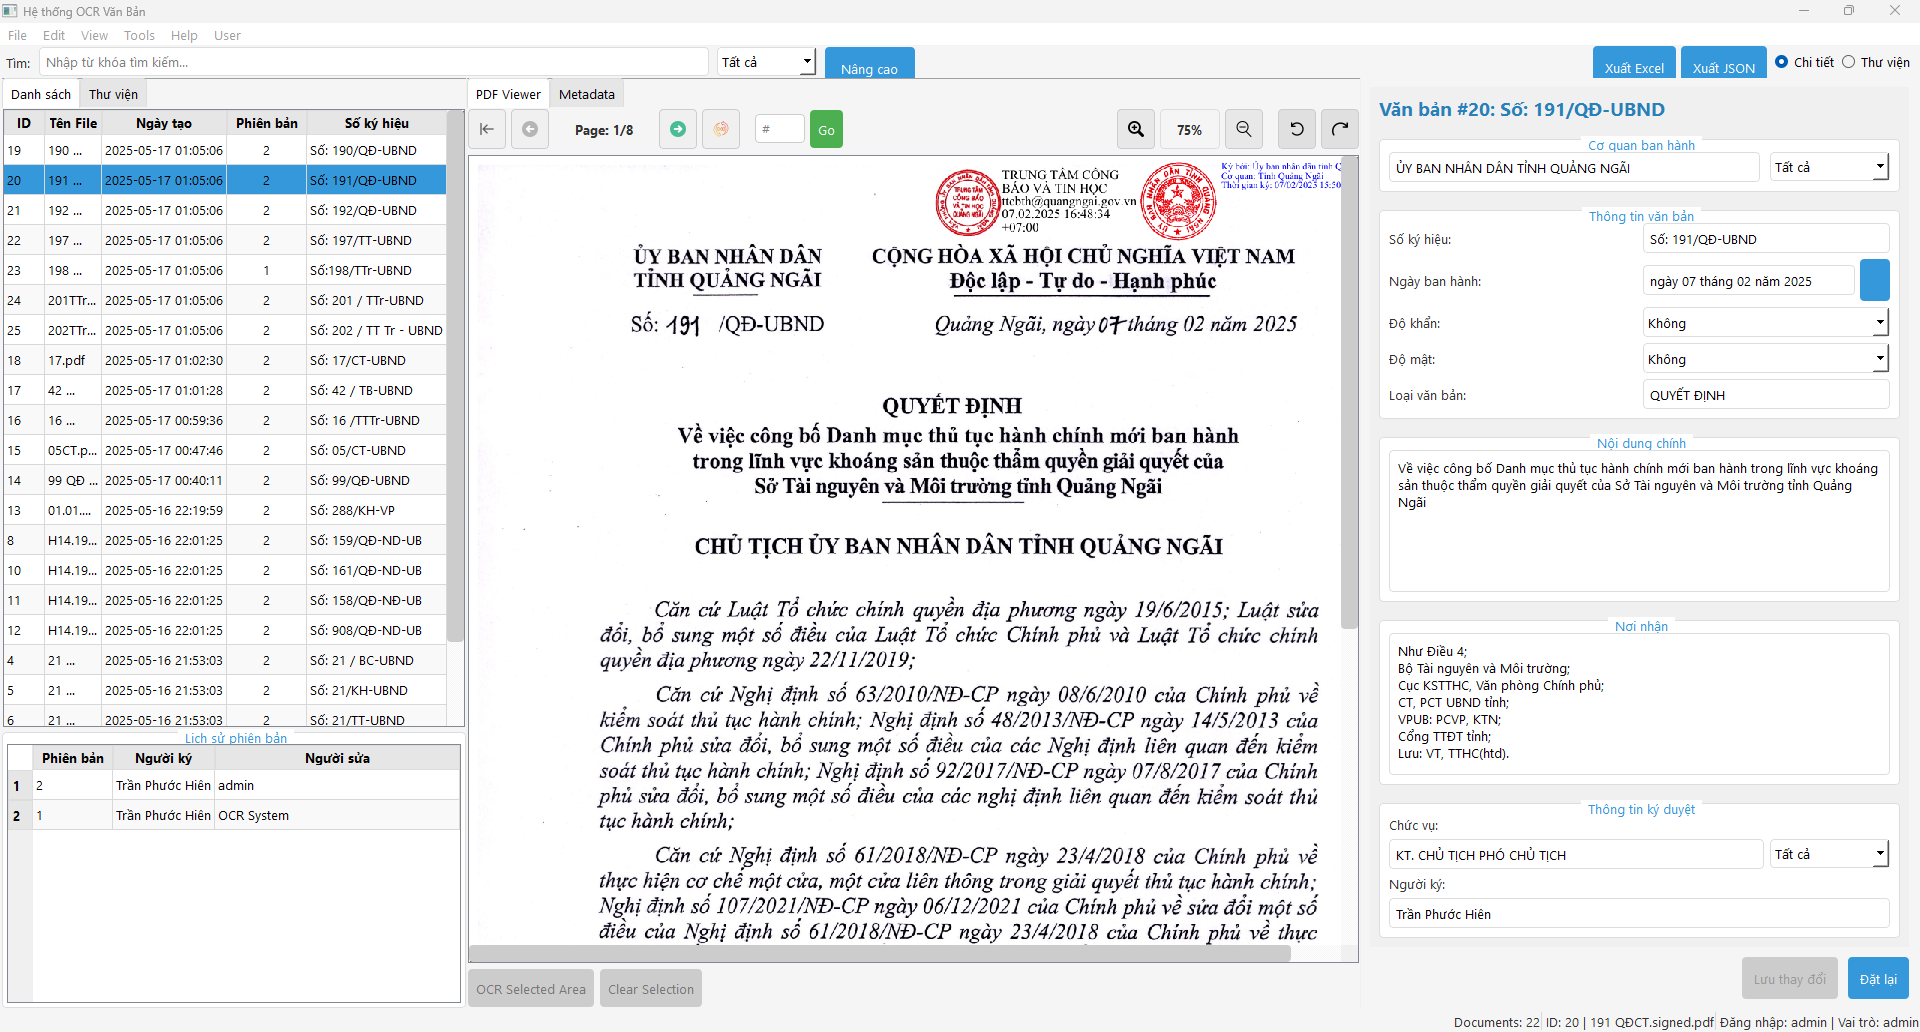 Hệ thống OCR Văn Bản
File Edit View Tools Help User
Tìm: Nhập từ khóa tìm kiếm... Tất cả Nâng cao Xuất Excel Xuất JSON Chi tiết Thư viện
Danh sách Thư viện
ID Tên File Ngày tạo Phiên bản Số ký hiệu
19 190 ... 2025-05-17 01:05:06 2 Số: 190/QĐ-UBND
20 191 ... 2025-05-17 01:05:06 2 Số: 191/QĐ-UBND
21 192 ... 2025-05-17 01:05:06 2 Số: 192/QĐ-UBND
22 197 ... 2025-05-17 01:05:06 2 Số: 197/TT-UBND
23 198 ... 2025-05-17 01:05:06 1 Số:198/TTr-UBND
24 201TTr... 2025-05-17 01:05:06 2 Số: 201 / TTr-UBND
25 202TTr... 2025-05-17 01:05:06 2 Số: 202 / TT Tr - UBND
18 17.pdf 2025-05-17 01:02:30 2 Số: 17/CT-UBND
17 42 ... 2025-05-17 01:01:28 2 Số: 42 / TB-UBND
16 16 ... 2025-05-17 00:59:36 2 Số: 16 /TTTr-UBND
15 05CT.p... 2025-05-17 00:47:46 2 Số: 05/CT-UBND
14 99 QĐ ... 2025-05-17 00:40:11 2 Số: 99/QĐ-UBND
13 01.01.... 2025-05-16 22:19:59 2 Số: 288/KH-VP
8 H14.19... 2025-05-16 22:01:25 2 Số: 159/QĐ-ND-UB
10 H14.19... 2025-05-16 22:01:25 2 Số: 161/QĐ-ND-UB
11 H14.19... 2025-05-16 22:01:25 2 Số: 158/QĐ-NĐ-UB
12 H14.19... 2025-05-16 22:01:25 2 Số: 908/QĐ-ND-UB
4 21 ... 2025-05-16 21:53:03 2 Số: 21 / BC-UBND
5 21 ... 2025-05-16 21:53:03 2 Số: 21/KH-UBND
6 21 ... 2025-05-16 21:53:03 2 Số: 21/TT-UBND
Lịch sử phiên bản
Phiên bản Người ký Người sửa
1 2 Trần Phước Hiên admin
2 1 Trần Phước Hiên OCR System
PDF Viewer Metadata
Page: 1/8 # Go 75%
TRUNG TÂM CÔNG
BÁO VÀ TIN HỌC
ttcbth@quangngai.gov.vn
07.02.2025 16:48:34
+07:00
Ký bởi: Ủy ban nhân dân tỉnh Q
Cơ quan: Tỉnh Quảng Ngãi
Thời gian ký: 07/02/2025 15:50
ỦY BAN NHÂN DÂN
TỈNH QUẢNG NGÃI
CỘNG HÒA XÃ HỘI CHỦ NGHĨA VIỆT NAM
Độc lập - Tự do - Hạnh phúc
Số: 191 /QĐ-UBND
Quảng Ngãi, ngày 07 tháng 02 năm 2025
QUYẾT ĐỊNH
Về việc công bố Danh mục thủ tục hành chính mới ban hành
trong lĩnh vực khoáng sản thuộc thẩm quyền giải quyết của
Sở Tài nguyên và Môi trường tỉnh Quảng Ngãi
CHỦ TỊCH ỦY BAN NHÂN DÂN TỈNH QUẢNG NGÃI
Căn cứ Luật Tổ chức chính quyền địa phương ngày 19/6/2015; Luật sửa
đổi, bổ sung một số điều của Luật Tổ chức Chính phủ và Luật Tổ chức chính
quyền địa phương ngày 22/11/2019;
Căn cứ Nghị định số 63/2010/NĐ-CP ngày 08/6/2010 của Chính phủ về
kiểm soát thủ tục hành chính; Nghị định số 48/2013/NĐ-CP ngày 14/5/2013 của
Chính phủ sửa đổi, bổ sung một số điều của các Nghị định liên quan đến kiểm
soát thủ tục hành chính; Nghị định số 92/2017/NĐ-CP ngày 07/8/2017 của Chính
phủ sửa đổi, bổ sung một số điều của các nghị định liên quan đến kiểm soát thủ
tục hành chính;
Căn cứ Nghị định số 61/2018/NĐ-CP ngày 23/4/2018 của Chính phủ về
thực hiện cơ chế một cửa, một cửa liên thông trong giải quyết thủ tục hành chính;
Nghị định số 107/2021/NĐ-CP ngày 06/12/2021 của Chính phủ về sửa đổi một số
điều của Nghị định số 61/2018/NĐ-CP ngày 23/4/2018 của Chính phủ về thực
OCR Selected Area Clear Selection
Văn bản #20: Số: 191/QĐ-UBND
Cơ quan ban hành
ỦY BAN NHÂN DÂN TỈNH QUẢNG NGÃI Tất cả
Thông tin văn bản
Số ký hiệu: Số: 191/QĐ-UBND
Ngày ban hành: ngày 07 tháng 02 năm 2025
Độ khẩn: Không
Độ mật: Không
Loại văn bản: QUYẾT ĐỊNH
Nội dung chính
Về việc công bố Danh mục thủ tục hành chính mới ban hành trong lĩnh vực khoáng
sản thuộc thẩm quyền giải quyết của Sở Tài nguyên và Môi trường tỉnh Quảng
Ngãi
Nơi nhận
Như Điều 4;
Bộ Tài nguyên và Môi trường;
Cục KSTTHC, Văn phòng Chính phủ;
CT, PCT UBND tỉnh;
VPUB: PCVP, KTN;
Cổng TTĐT tỉnh;
Lưu: VT, TTHC(htd).
Thông tin ký duyệt
Chức vụ:
KT. CHỦ TỊCH PHÓ CHỦ TỊCH Tất cả
Người ký:
Trần Phước Hiên
Lưu thay đổi Đặt lại
Documents: 22 ID: 20 | 191 QĐCT.signed.pdf Đăng nhập: admin | Vai trò: admin